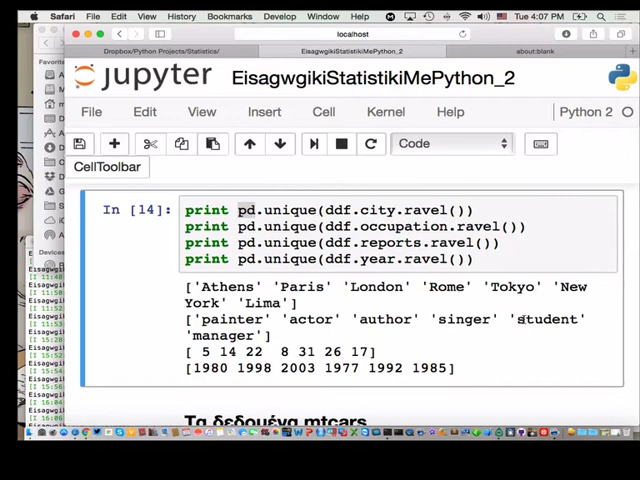 Safari File Edit View History Bookmarks Develop Window Help Tue 4:07 PM
localhost
Dropbox/Python Projects/Statistics/ EisagwgikiStatistikiMePython_2 about:blank
Favorita
jupyter EisagwgikiStatistikiMePython_2
File Edit View Insert Cell Kernel Help Python 2
Code
CellToolbar
In [14]: print pd.unique(ddf.city.ravel())
print pd.unique(ddf.occupation.ravel())
print pd.unique(ddf.reports.ravel())
print pd.unique(ddf.year.ravel())
['Athens' 'Paris' 'London' 'Rome' 'Tokyo' 'New
York' 'Lima']
['painter' 'actor' 'author' 'singer' 'student'
'manager']
[ 5 14 22 8 31 26 17]
[1980 1998 2003 1977 1992 1985]
Τα δεδομένα mtcars